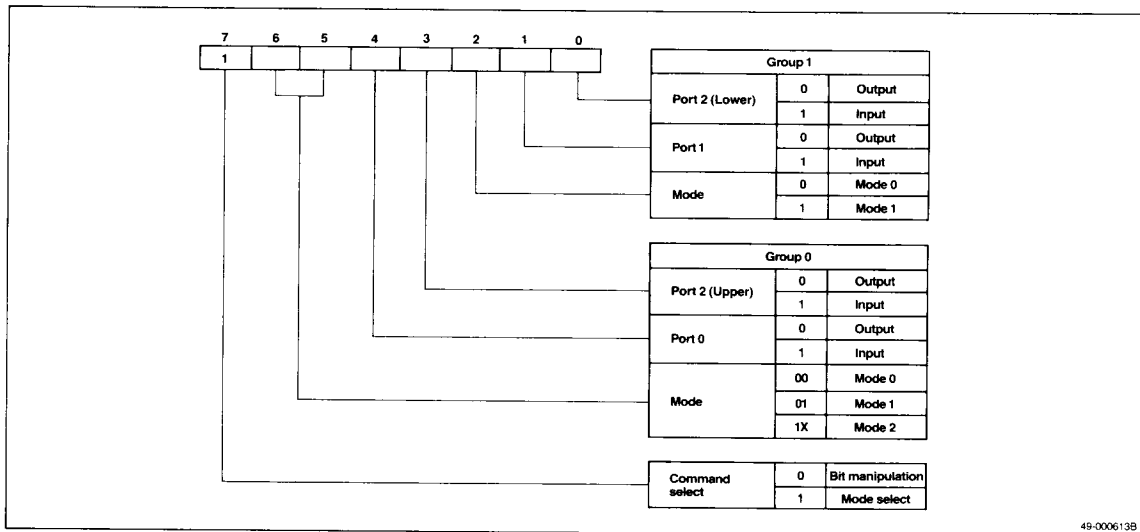 7 6 5 4 3 2 1 0
1
Group 1
Port 2 (Lower)
0 Output
1 Input
Port 1
0 Output
1 Input
Mode
0 Mode 0
1 Mode 1
Group 0
Port 2 (Upper)
0 Output
1 Input
Port 0
0 Output
1 Input
Mode
00 Mode 0
01 Mode 1
1X Mode 2
Command
select
0 Bit manipulation
1 Mode select
49-000613B